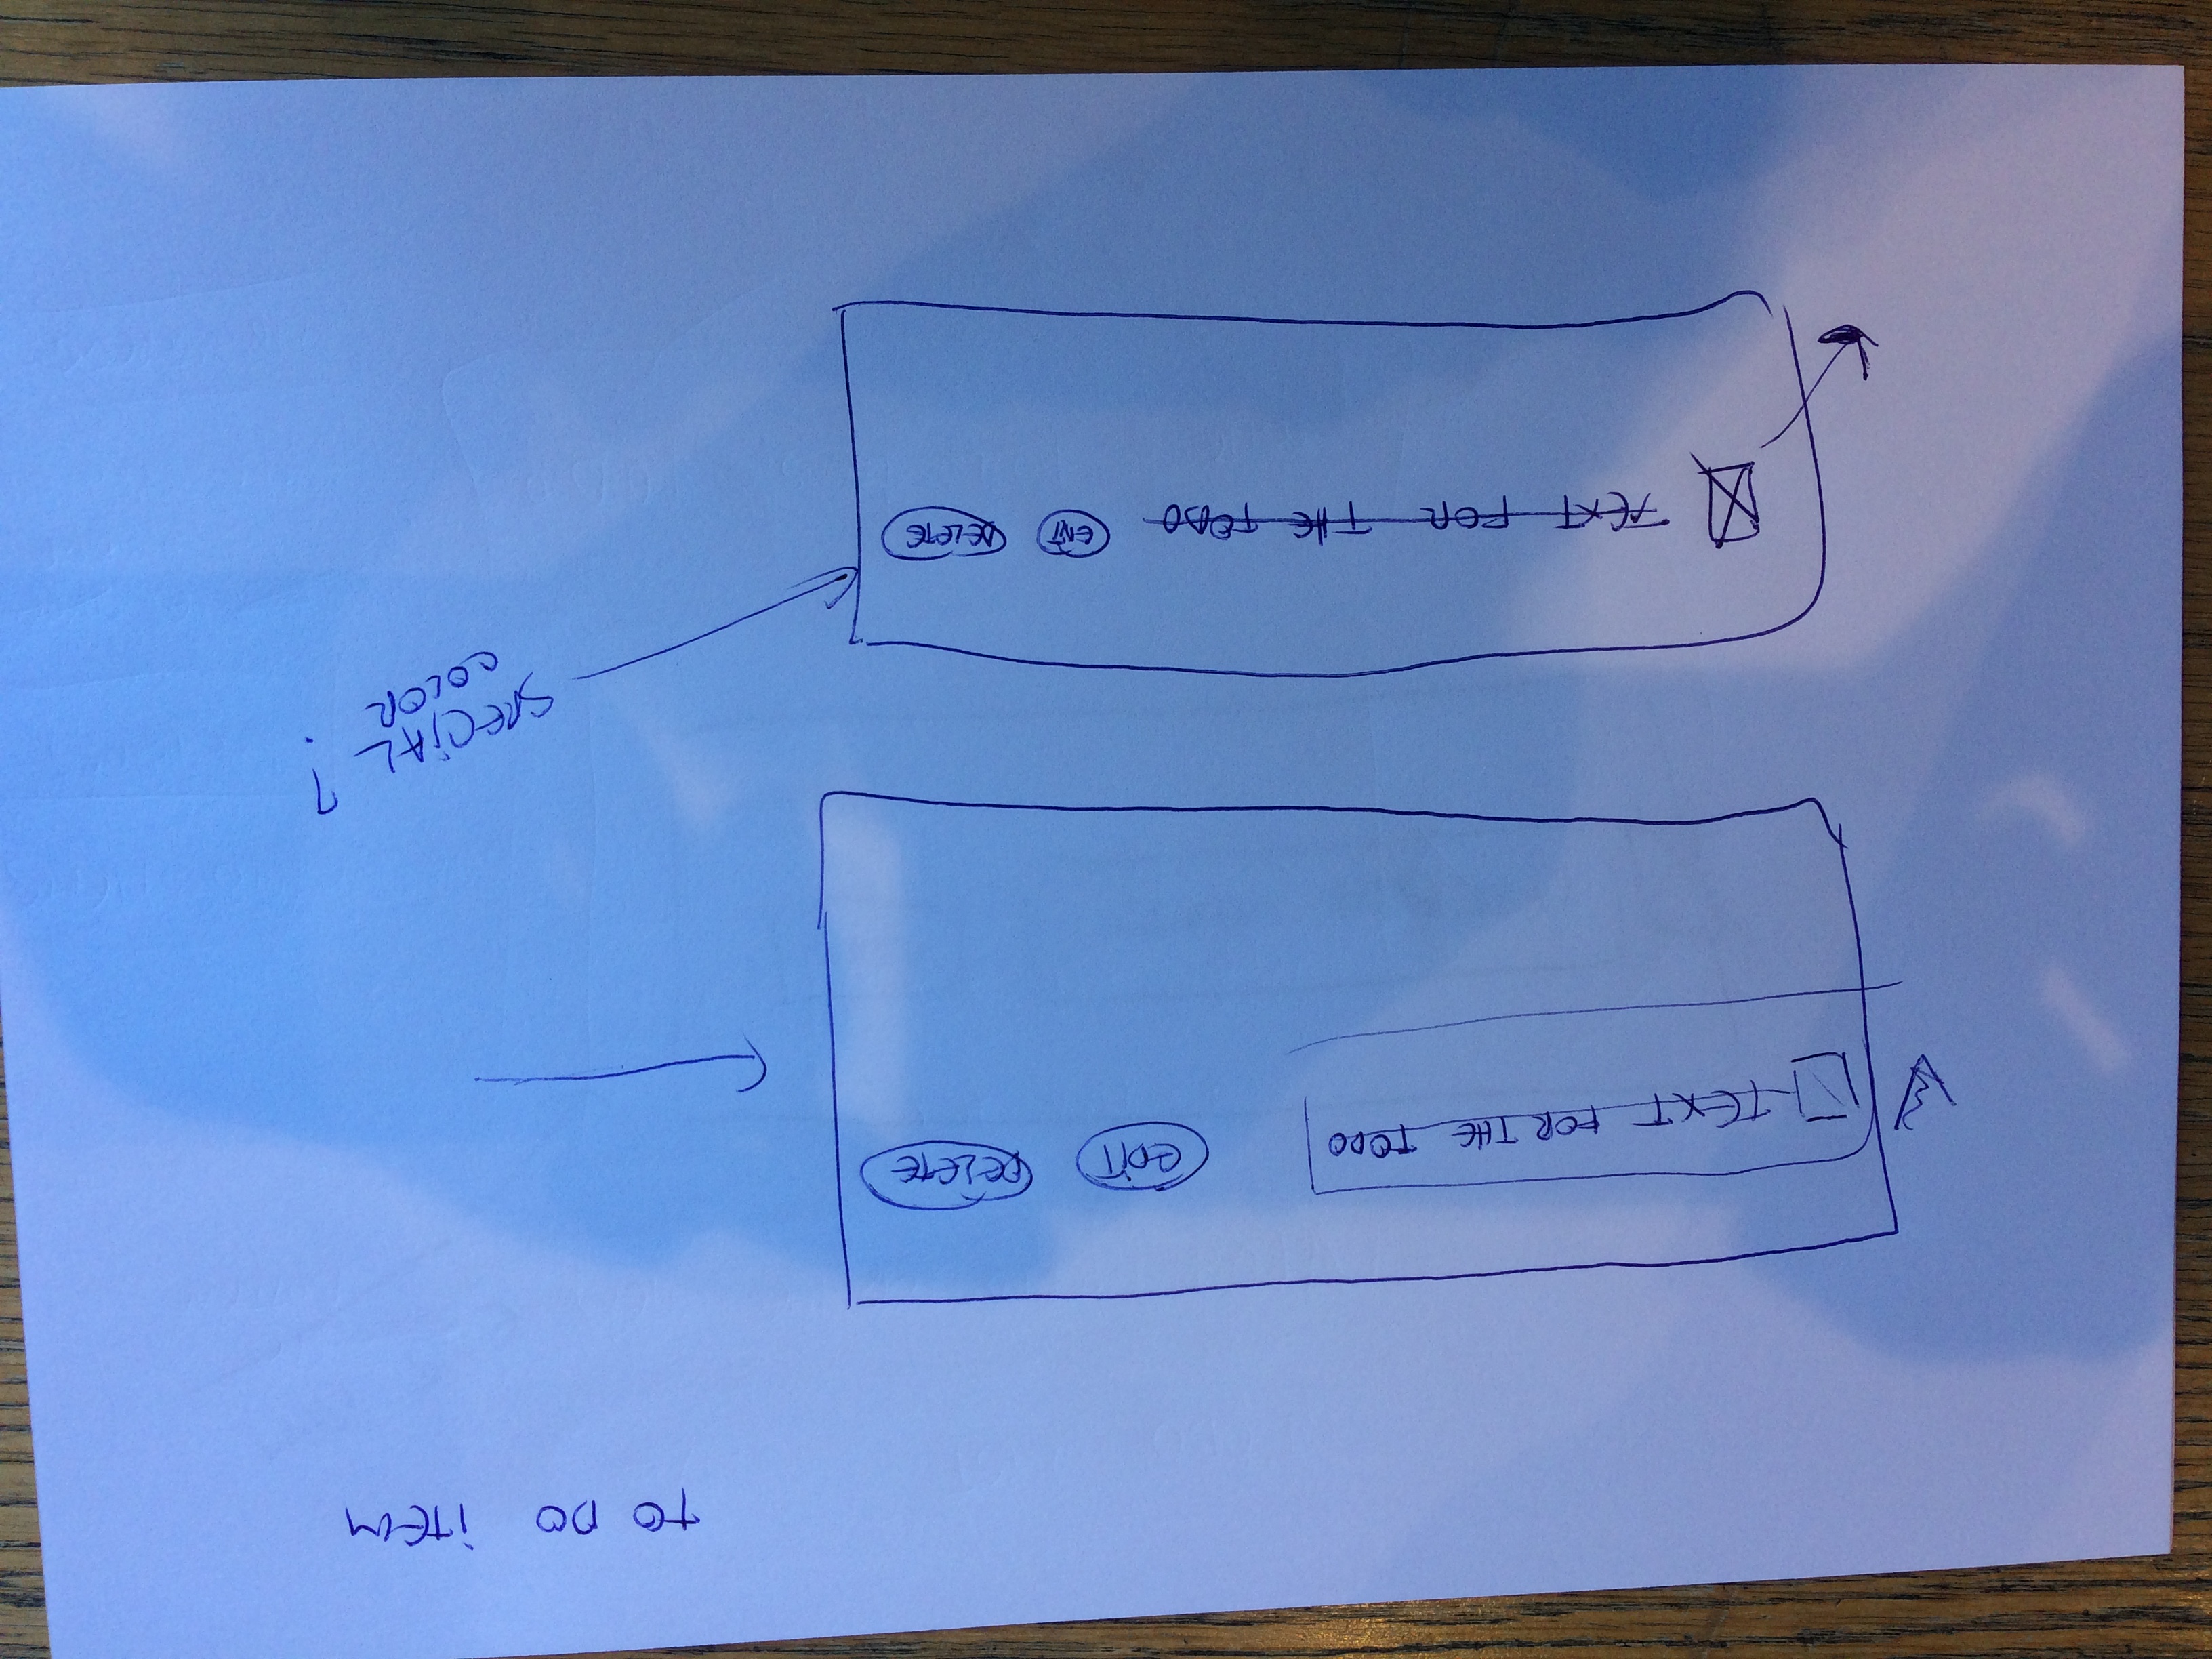 TO DO ITEM
TEXT FOR THE TODO EDIT DELETE
SPECIAL
COLOR ?
TEXT FOR THE TODO EDIT DELETE